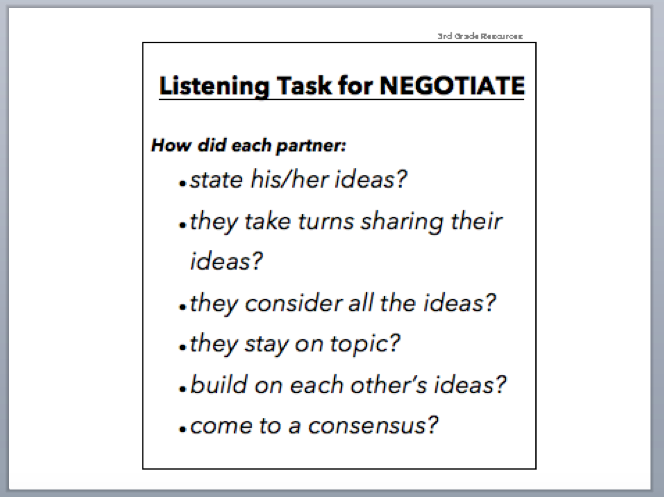 3rd Grade Resources
Listening Task for NEGOTIATE
How did each partner:
•state his/her ideas?
•they take turns sharing their
ideas?
•they consider all the ideas?
•they stay on topic?
•build on each other’s ideas?
•come to a consensus?